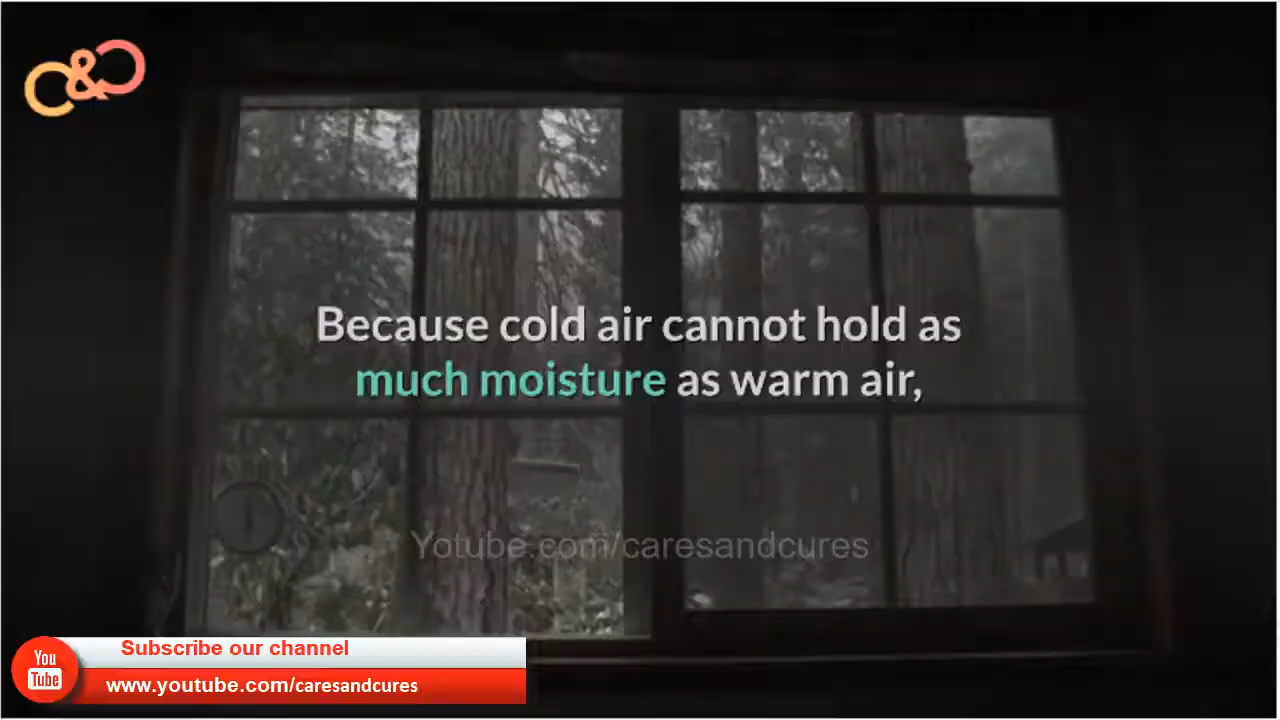 C&C
Because cold air cannot hold as
much moisture as warm air,
Yotube.com/caresandcures
Subscribe our channel
You
Tube
www.youtube.com/caresandcures